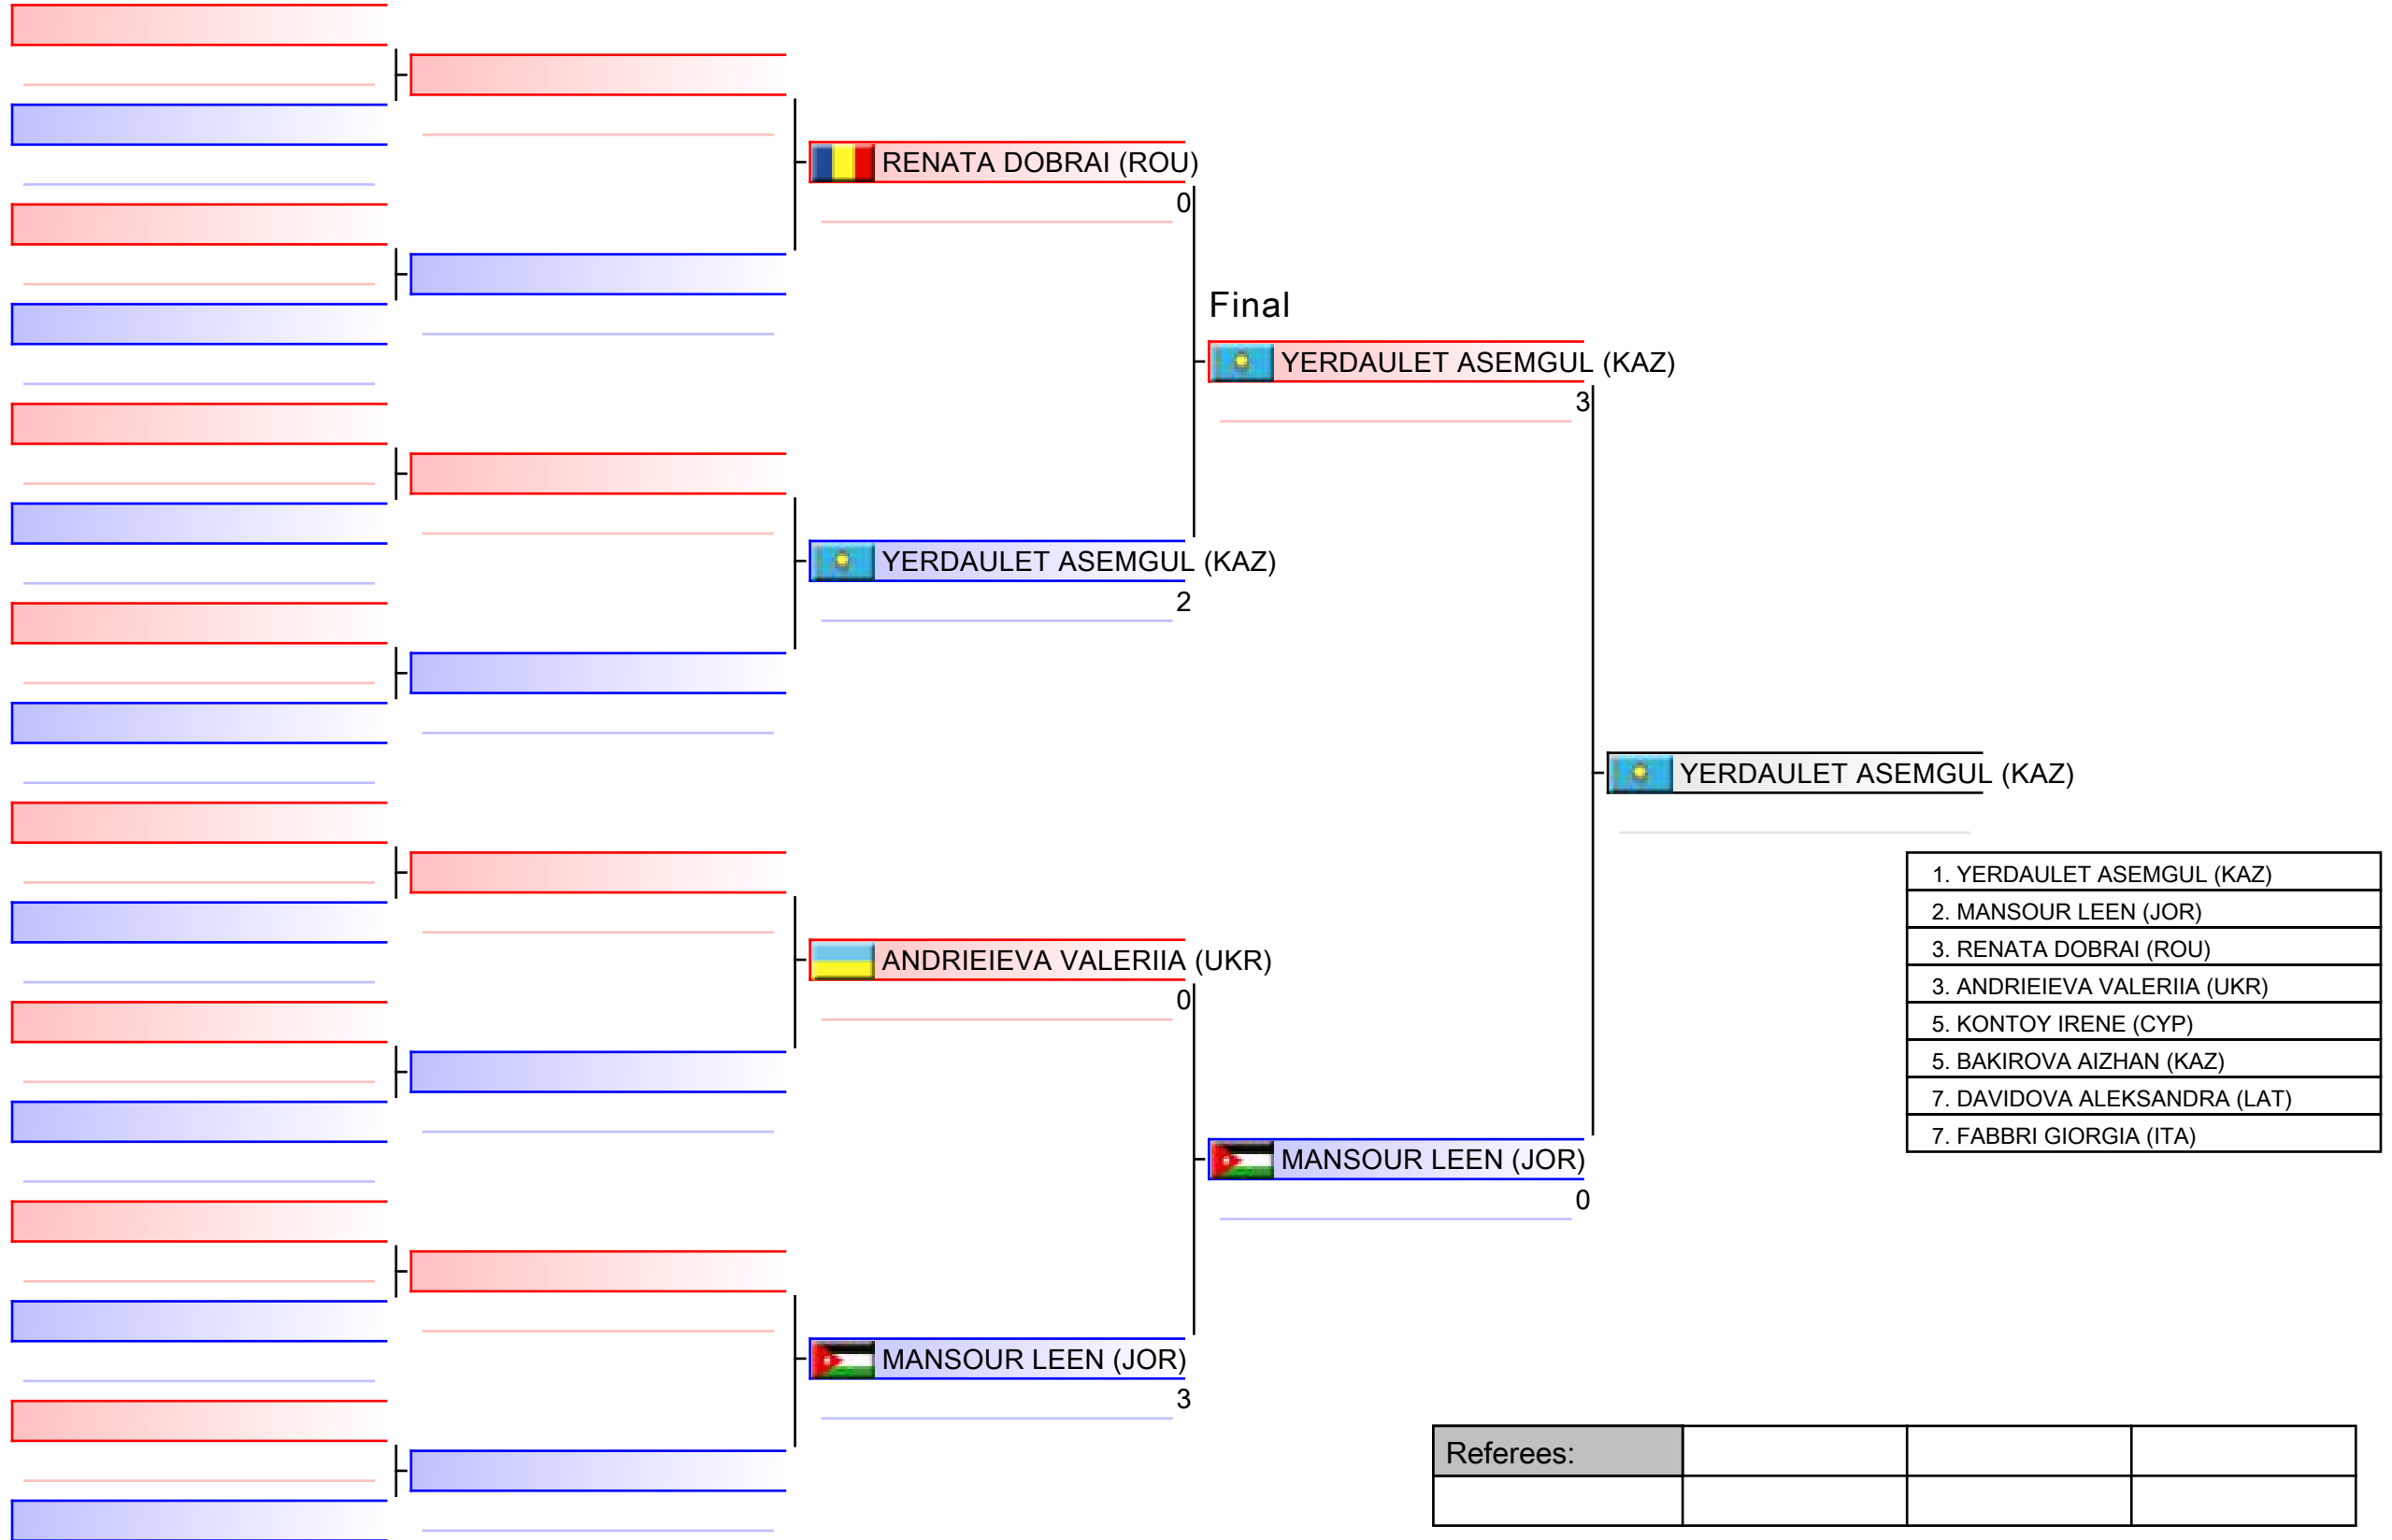 RENATA DOBRAI (ROU)
0
Final
YERDAULET ASEMGUL (KAZ)
3
YERDAULET ASEMGUL (KAZ)
2
YERDAULET ASEMGUL (KAZ)
1. YERDAULET ASEMGUL (KAZ)
2. MANSOUR LEEN (JOR)
3. RENATA DOBRAI (ROU)
3. ANDRIEIEVA VALERIIA (UKR)
5. KONTOY IRENE (CYP)
5. BAKIROVA AIZHAN (KAZ)
7. DAVIDOVA ALEKSANDRA (LAT)
7. FABBRI GIORGIA (ITA)
ANDRIEIEVA VALERIIA (UKR)
0
MANSOUR LEEN (JOR)
0
MANSOUR LEEN (JOR)
3
Referees: